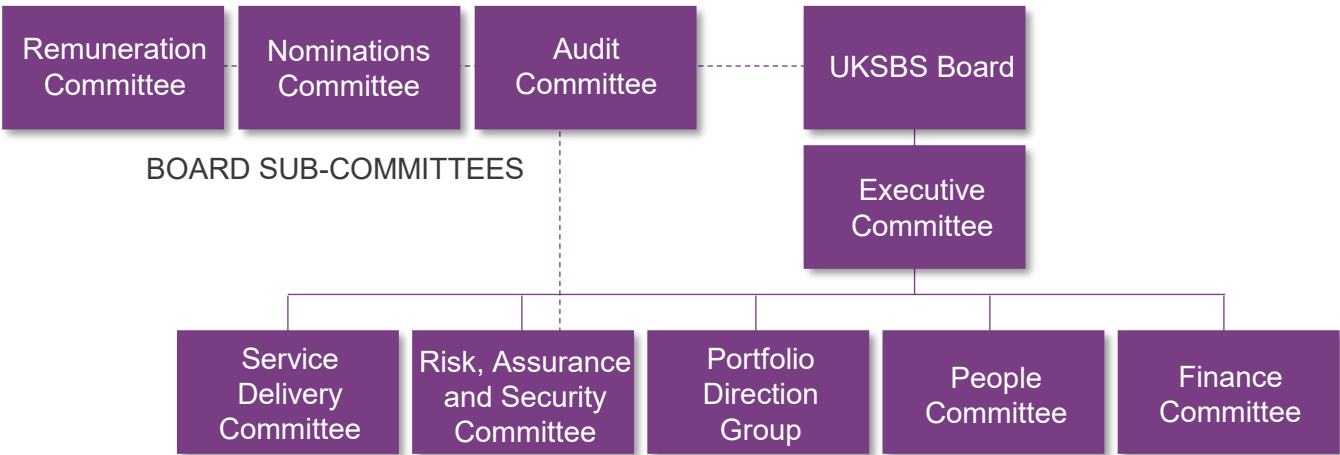 Remuneration
Committee
Nominations
Committee
Audit
Committee
UKSBS Board
BOARD SUB-COMMITTEES
Executive
Committee
Service
Delivery
Committee
Risk, Assurance
and Security
Committee
Portfolio
Direction
Group
People
Committee
Finance
Committee